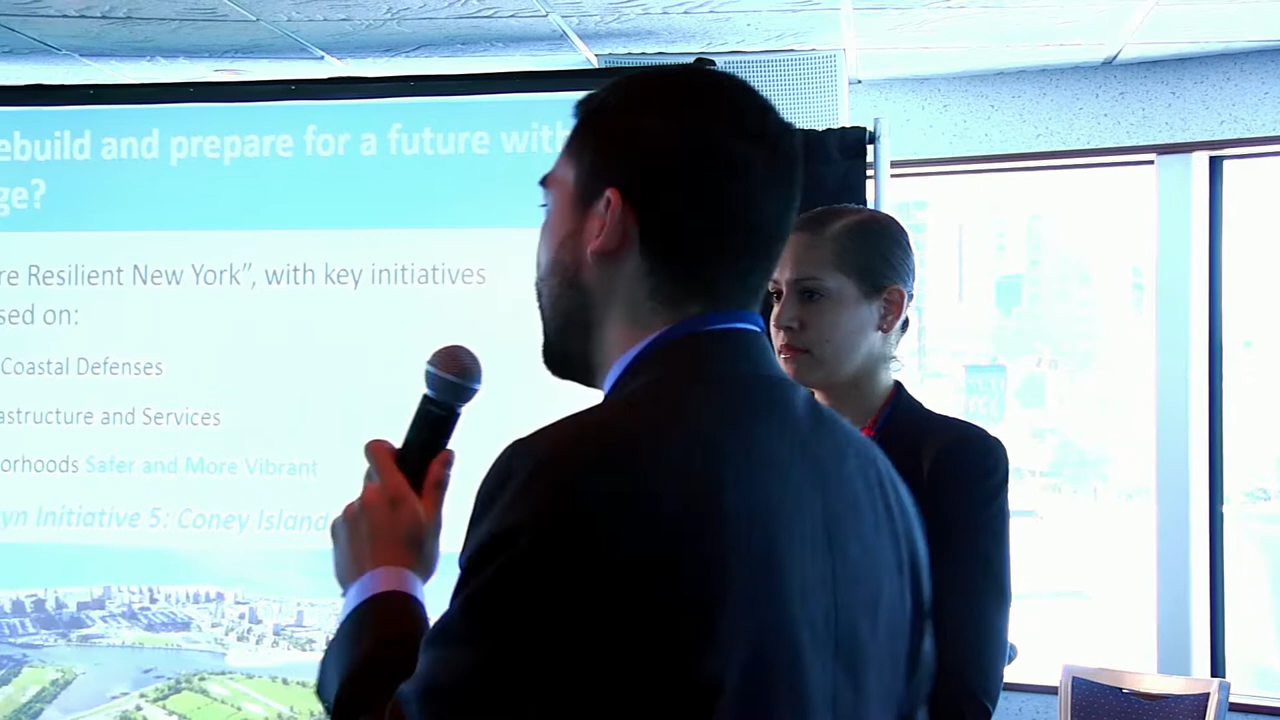 ebuild and prepare for a future with
ge?
re Resilient New York”, with key initiatives
sed on:
Coastal Defenses
astructure and Services
orhoods Safer and More Vibrant
yn Initiative 5: Coney Island